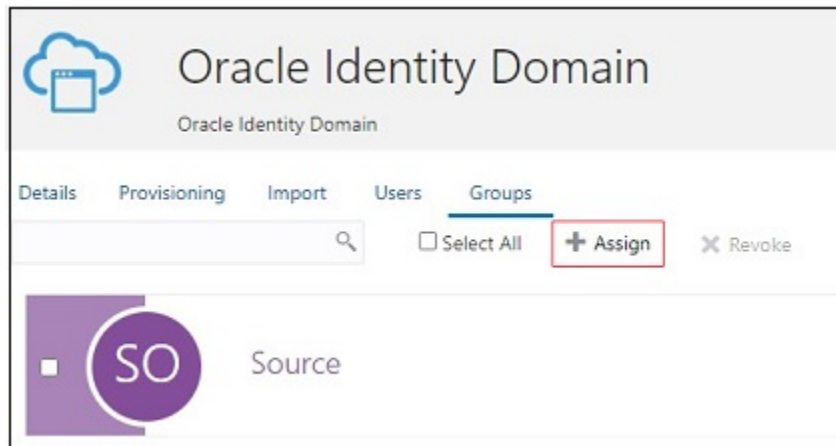 Oracle Identity Domain
Oracle Identity Domain
Details Provisioning Import Users Groups
Select All Assign Revoke
SO Source